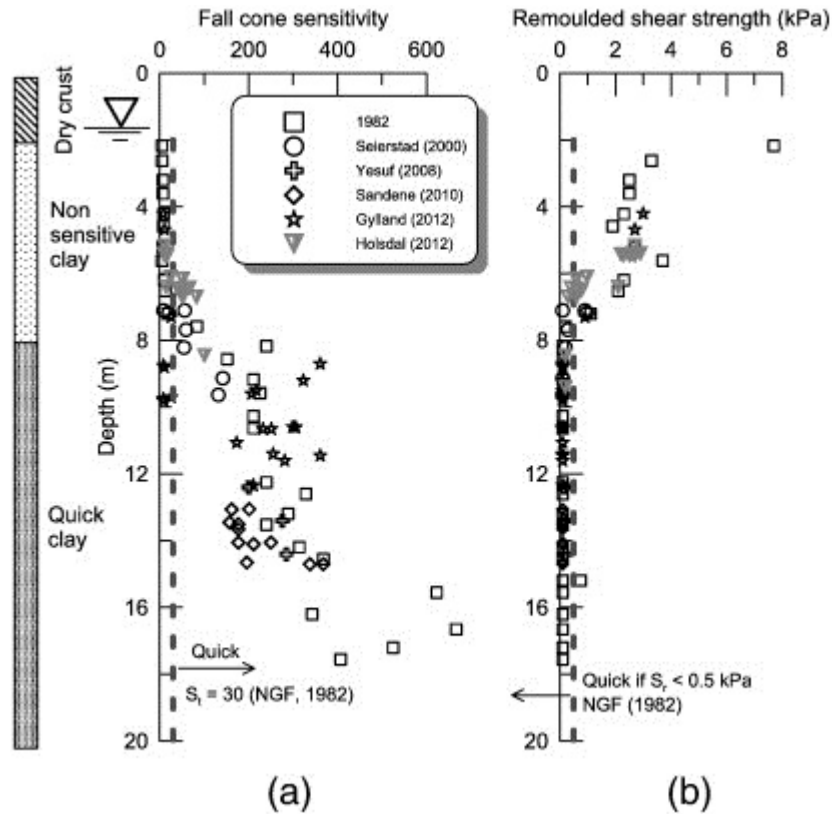 Fall cone sensitivity
0 200 400 600
Remoulded shear strength (kPa)
0 2 4 8
0
4
8
12
16
20
Depth (m)
Dry crust
Non
sensitive clay
Quick
clay
1982
Seierstad (2000)
Yesuf (2008)
Sandene (2010)
Gylland (2012)
Holsdal (2012)
Quick
St = 30 (NGF, 1982)
0
4
8
12
16
20
Quick if Sr < 0.5 kPa
NGF (1982)
(a)
(b)